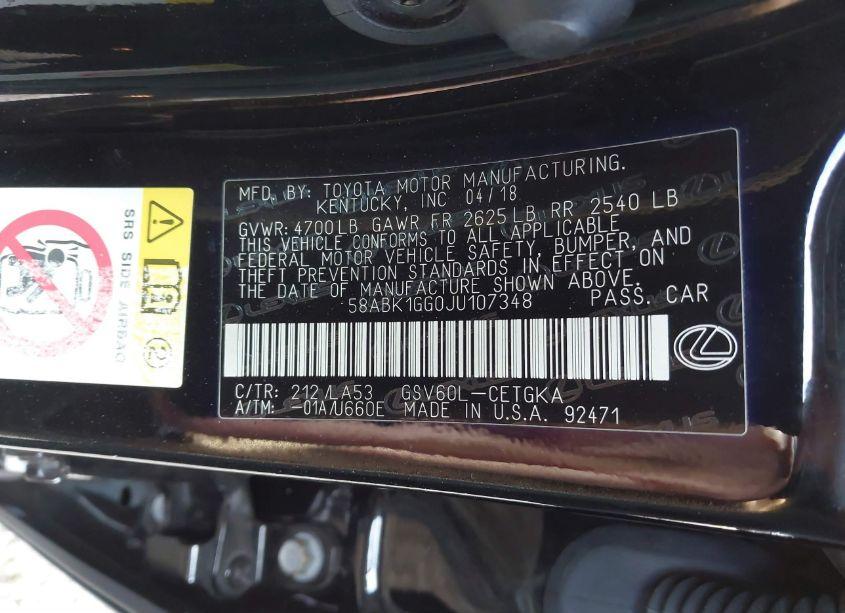 MFD. BY: TOYOTA MOTOR MANUFACTURING.
KENTUCKY, INC 04/18
GVWR: 4700LB GAWR FR 2625 LB RR 2540 LB
THIS VEHICLE CONFORMS TO ALL APPLICABLE
FEDERAL MOTOR VEHICLE SAFETY, BUMPER, AND
THEFT PREVENTION STANDARDS IN EFFECT ON
THE DATE OF MANUFACTURE SHOWN ABOVE.
58ABK1GG0JU107348 PASS. CAR
C/TR: 212/LA53 GSV60L-CETGKA
A/TM: -01A/U660E MADE IN U.S.A. 92471
SRS SIDE AIRBAG
2